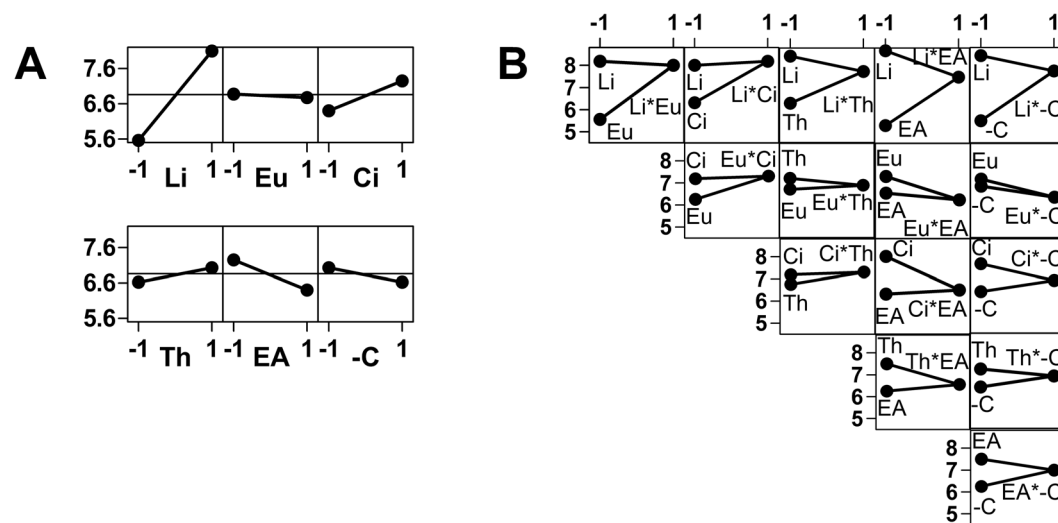 A
7.6
6.6
5.6
-1 Li 1 -1 Eu 1 -1 Ci 1
7.6
6.6
5.6
-1 Th 1 -1 EA 1 -1 -C 1
B
-1 1 -1 1 -1 1 -1 1 -1 1
8 7 6 5
Li Li*Eu Eu
Li Li*Ci Ci
Li Li*Th Th
Li Li*EA EA
Li Li*-C -C
8 7 6 5
Ci Eu*Ci Eu
Th Eu*Th Eu
Eu EA Eu*EA
Eu -C Eu*-C
8 7 6 5
Ci Ci*Th Th
Ci EA Ci*EA
Ci Ci*-C -C
8 7 6 5
Th Th*EA EA
Th Th*-C -C
8 7 6 5
EA EA*-C -C